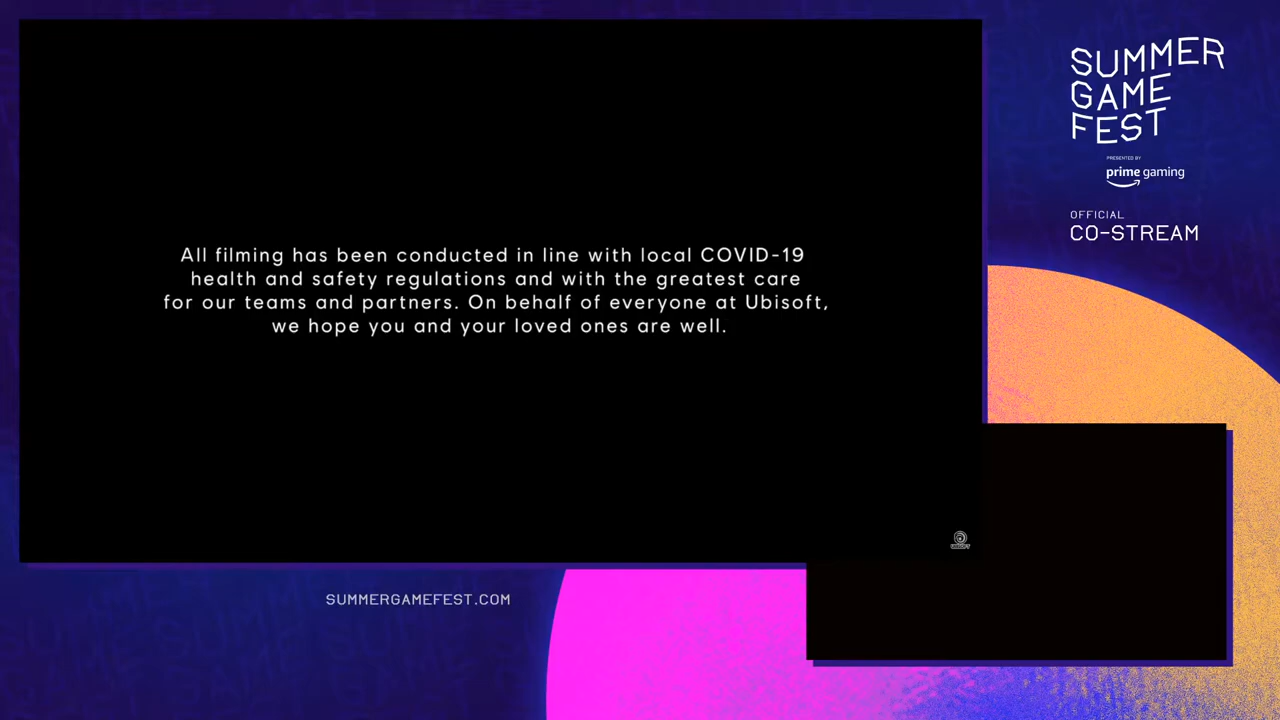 All filming has been conducted in line with local COVID-19
health and safety regulations and with the greatest care
for our teams and partners. On behalf of everyone at Ubisoft,
we hope you and your loved ones are well.
SUMMER
GAME
FEST
PRESENTED BY
prime gaming
OFFICIAL
CO-STREAM
UBISOFT
SUMMERGAMEFEST.COM